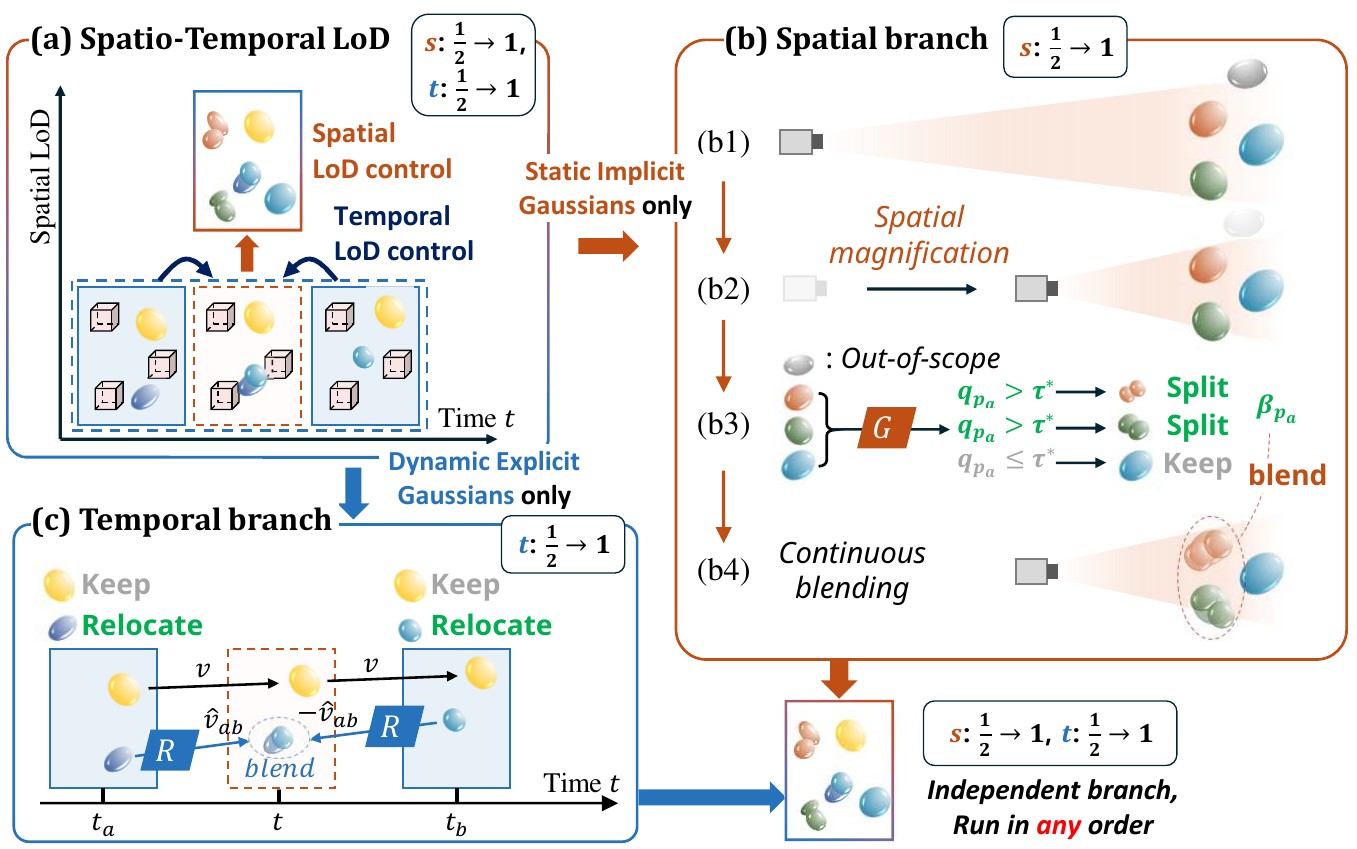 (a) Spatio-Temporal LoD
s: 1/2 → 1,
t: 1/2 → 1
Spatial LoD
Spatial
LoD control
Temporal
LoD control
Time t
Static Implicit
Gaussians only
Dynamic Explicit
Gaussians only
(b) Spatial branch
s: 1/2 → 1
(b1)
Spatial
magnification
(b2)
: Out-of-scope
(b3)
G
q_{p_a} > τ* Split
q_{p_a} > τ* Split
q_{p_a} ≤ τ* Keep
β_{p_a}
blend
(b4)
Continuous
blending
(c) Temporal branch
t: 1/2 → 1
Keep
Relocate
Keep
Relocate
v
v
v̂_{ab}
−v̂_{ab}
R
R
blend
Time t
t_a
t
t_b
s: 1/2 → 1, t: 1/2 → 1
Independent branch,
Run in any order